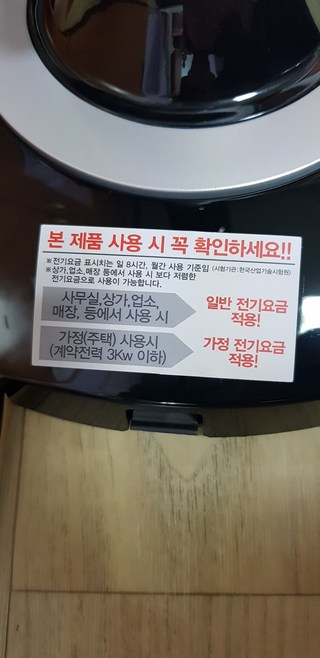 본 제품 사용 시 꼭 확인하세요!!
※전기요금 표시치는 일 8시간, 월간 사용 기준임 (시험기관:한국산업기술시험원)
※상가,업소,매장 등에서 사용 시 보다 저렴한
전기요금으로 사용이 가능합니다.
사무실,상가,업소,
매장, 등에서 사용 시
일반 전기요금
적용!
가정(주택) 사용시
(계약전력 3Kw 이하)
가정 전기요금
적용!